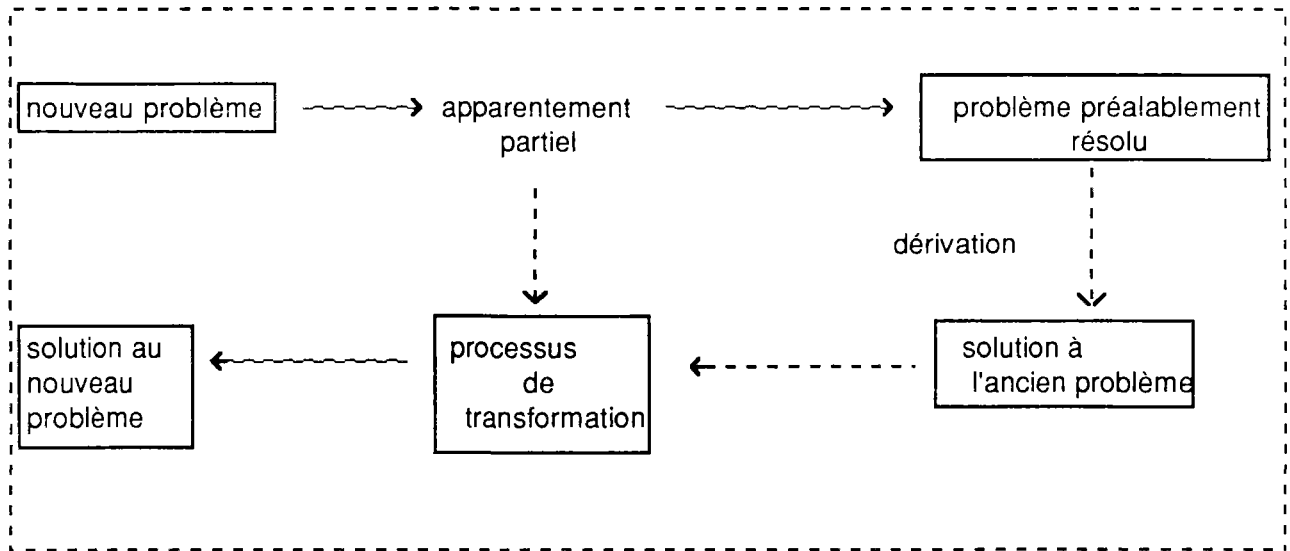 nouveau problème
apparentement
partiel
problème préalablement
résolu
dérivation
solution au
nouveau
problème
processus
de
transformation
solution à
l'ancien problème